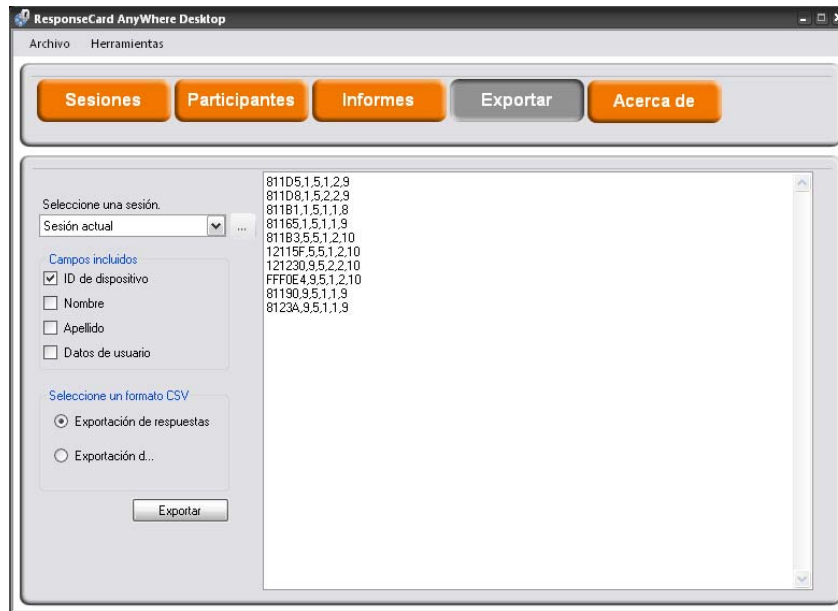 ResponseCard AnyWhere Desktop
Archivo Herramientas
Sesiones Participantes Informes Exportar Acerca de
Seleccione una sesión.
Sesión actual
...
Campos incluidos
ID de dispositivo
Nombre
Apellido
Datos de usuario
Seleccione un formato CSV
Exportación de respuestas
Exportación d...
Exportar
811D5,1,5,1,2,9
811D8,1,5,2,2,9
811B1,1,5,1,1,8
81165,1,5,1,1,9
811B3,5,5,1,2,10
12115F,5,5,1,2,10
121230,9,5,2,2,10
FFF0E4,9,5,1,2,10
81190,9,5,1,1,9
8123A,9,5,1,1,9